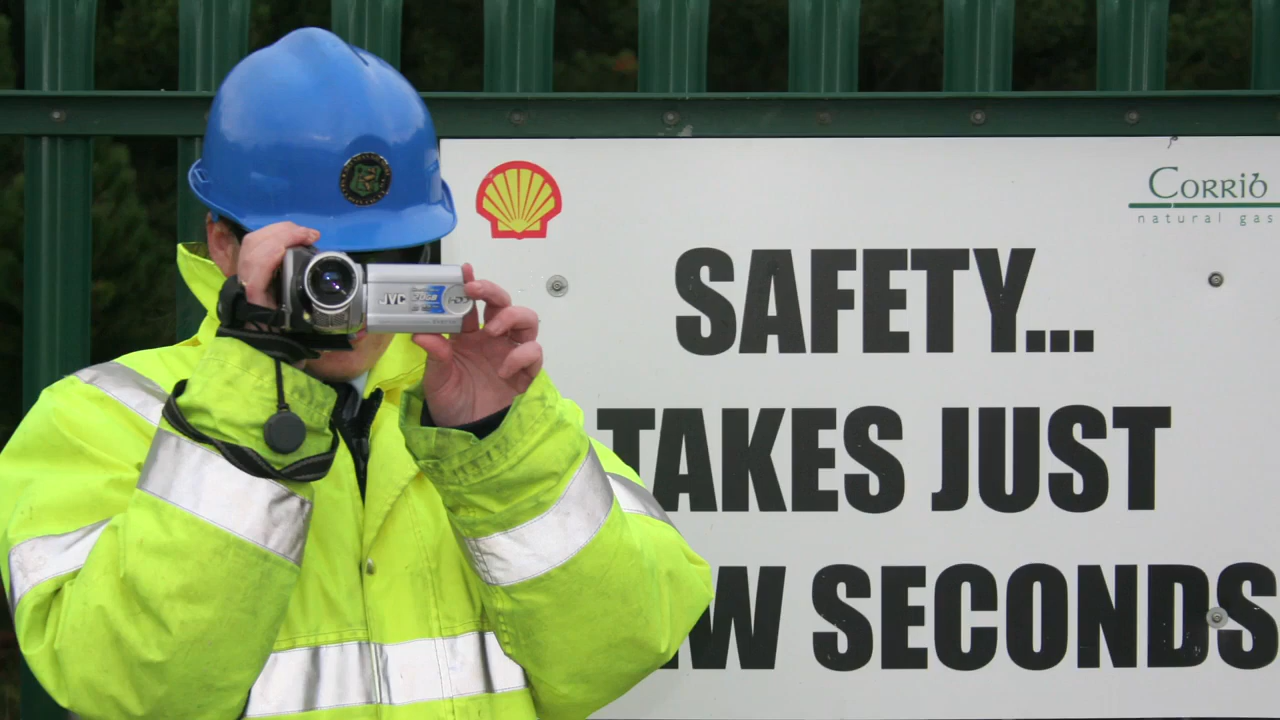 CORRIB
natural gas
SAFETY...
TAKES JUST
W SECONDS
JVC